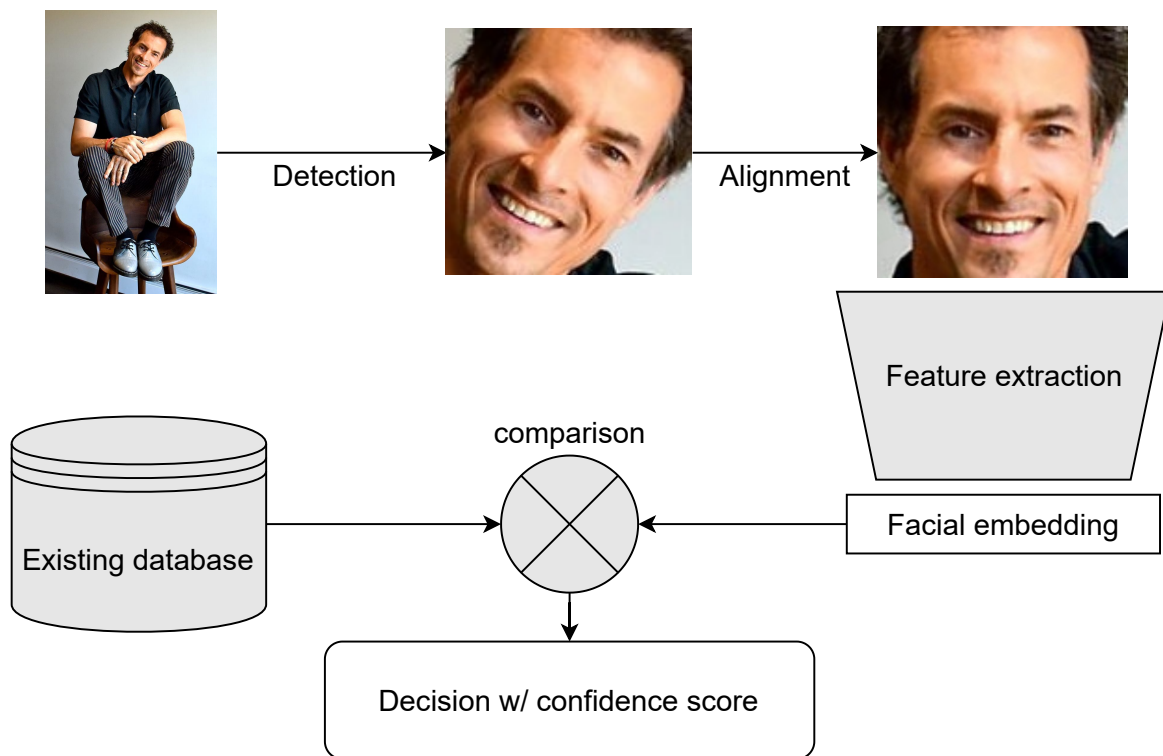 Detection
Alignment
Feature extraction
comparison
Existing database
Facial embedding
Decision w/ confidence score